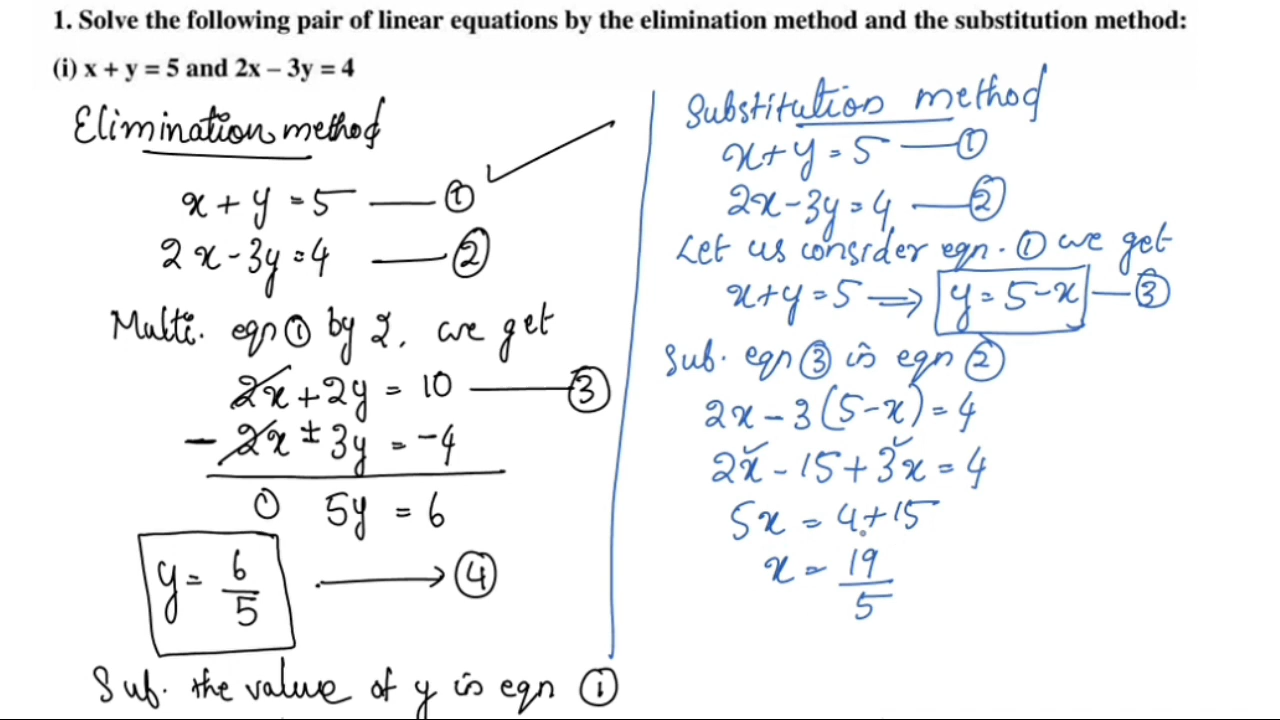 1. Solve the following pair of linear equations by the elimination method and the substitution method:
(i) x + y = 5 and 2x – 3y = 4
Elimination method
x + y = 5 — ①
2x - 3y = 4 — ②
Multi. eqn ① by 2, we get
2x + 2y = 10 — ③
- 2x ± 3y = -4
0 5y = 6
y = 6/5 → ④
Sub. the value of y in eqn ①
Substitution method
x + y = 5 — ①
2x - 3y = 4 — ②
Let us consider eqn. ① we get
x + y = 5 ⇒ y = 5 - x — ③
Sub. eqn ③ in eqn ②
2x - 3(5 - x) = 4
2x - 15 + 3x = 4
5x = 4 + 15
x = 19/5